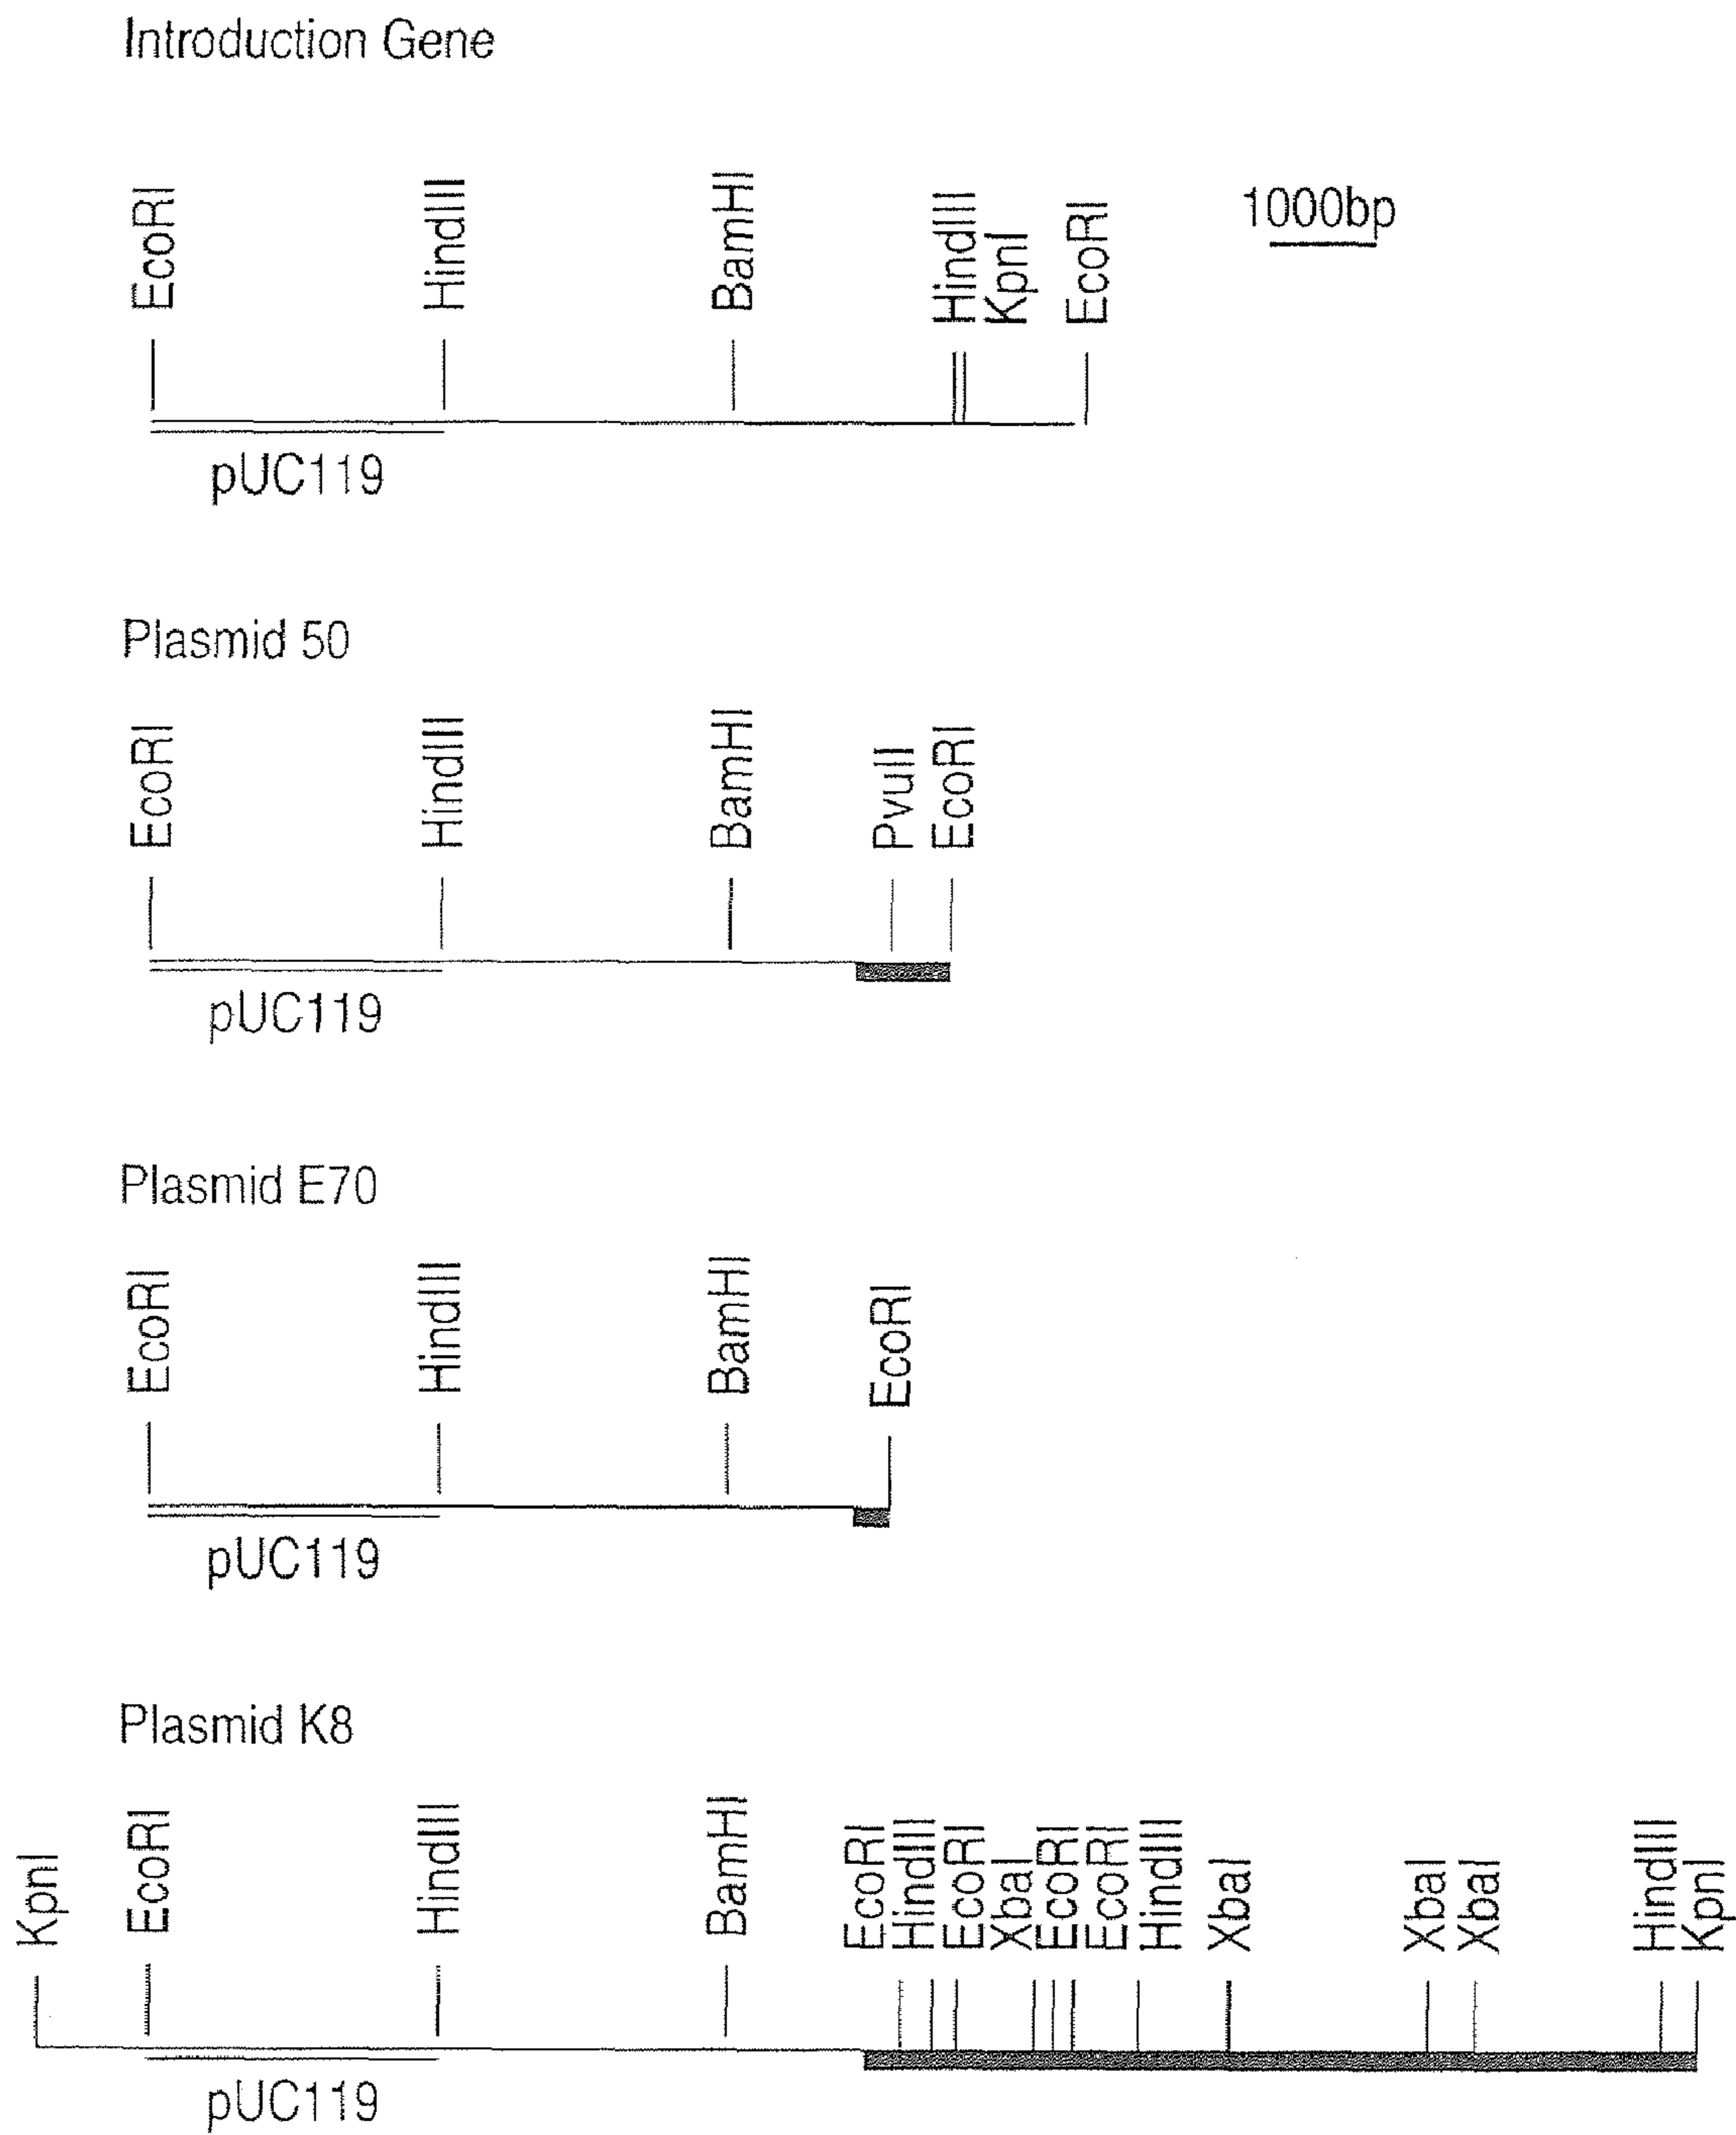 Introduction Gene
EcoRI
HindIII
BamHI
HindIII
KpnI
EcoRI
1000bp
pUC119
Plasmid 50
EcoRI
HindIII
BamHI
PvuII
EcoRI
pUC119
Plasmid E70
EcoRI
HindIII
BamHI
EcoRI
pUC119
Plasmid K8
KpnI
EcoRI
HindIII
BamHI
EcoRI
HindIII
EcoRI
XbaI
EcoRI
EcoRI
HindIII
XbaI
XbaI
XbaI
HindIII
KpnI
pUC119